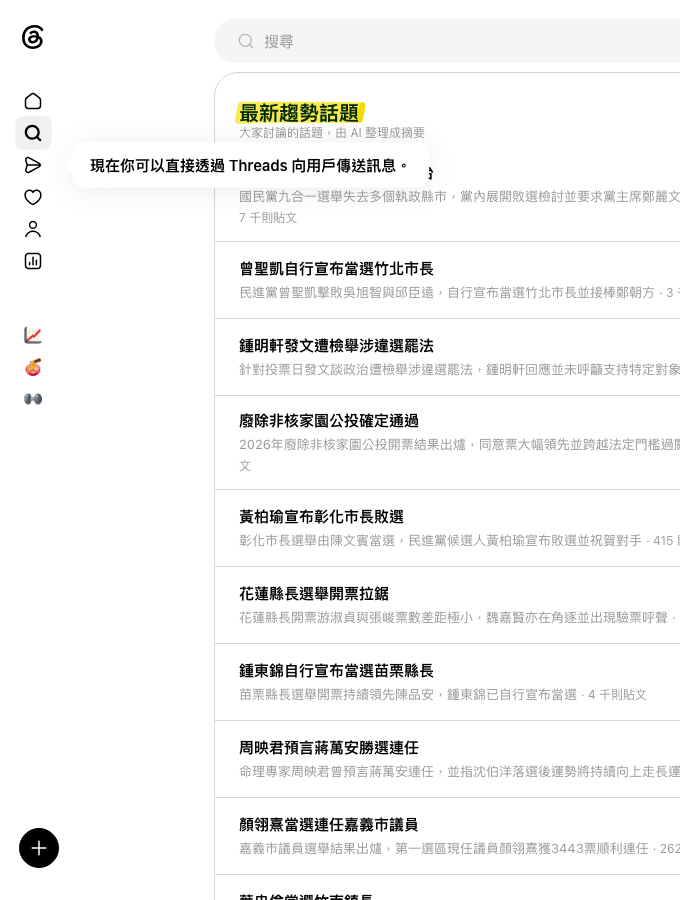 搜尋
最新趨勢話題
大家討論的話題，由 AI 整理成摘要
現在你可以直接透過 Threads 向用戶傳送訊息。
國民黨九合一選舉失去多個執政縣市，黨內展開敗選檢討並要求黨主席鄭麗文
7 千則貼文
曾聖凱自行宣布當選竹北市長
民進黨曾聖凱擊敗吳旭智與邱臣遠，自行宣布當選竹北市長並接棒鄭朝方 · 3
鍾明軒發文遭檢舉涉違選罷法
針對投票日發文談政治遭檢舉涉違選罷法，鍾明軒回應並未呼籲支持特定對象
廢除非核家園公投確定通過
2026年廢除非核家園公投開票結果出爐，同意票大幅領先並跨越法定門檻過
文
黃柏瑜宣布彰化市長敗選
彰化市長選舉由陳文賓當選，民進黨候選人黃柏瑜宣布敗選並祝賀對手 · 415
花蓮縣長選舉開票拉鋸
花蓮縣長開票游淑貞與張峻票數差距極小，魏嘉賢亦在角逐並出現驗票呼聲 ·
鍾東錦自行宣布當選苗栗縣長
苗栗縣長選舉開票持續領先陳品安，鍾東錦已自行宣布當選 · 4 千則貼文
周映君預言蔣萬安勝選連任
命理專家周映君曾預言蔣萬安連任，並指沈伯洋落選後運勢將持續向上走長運
顏翎熹當選連任嘉義市議員
嘉義市議員選舉結果出爐，第一選區現任議員顏翎熹獲3443票順利連任 · 262